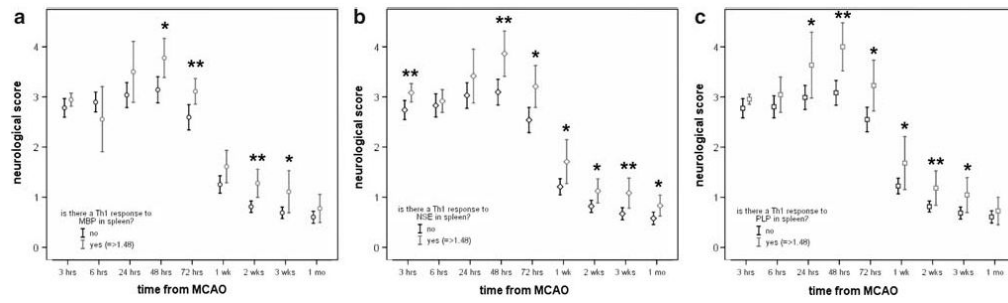 a
neurological score
4
3
2
1
0
*
**
**
*
is there a Th1 response to
MBP in spleen?
no
yes (=>1.48)
3 hrs 6 hrs 24 hrs 48 hrs 72 hrs 1 wk 2 wks 3 wks 1 mo
time from MCAO
b
neurological score
4
3
2
1
0
**
**
*
*
*
**
*
is there a Th1 response to
NSE in spleen?
no
yes (=>1.48)
3 hrs 6 hrs 24 hrs 48 hrs 72 hrs 1 wk 2 wks 3 wks 1 mo
time from MCAO
c
neurological score
4
3
2
1
0
*
**
*
*
**
*
is there a Th1 response to
PLP in spleen?
no
yes (=>1.48)
3 hrs 6 hrs 24 hrs 48 hrs 72 hrs 1 wk 2 wks 3 wks 1 mo
time from MCAO